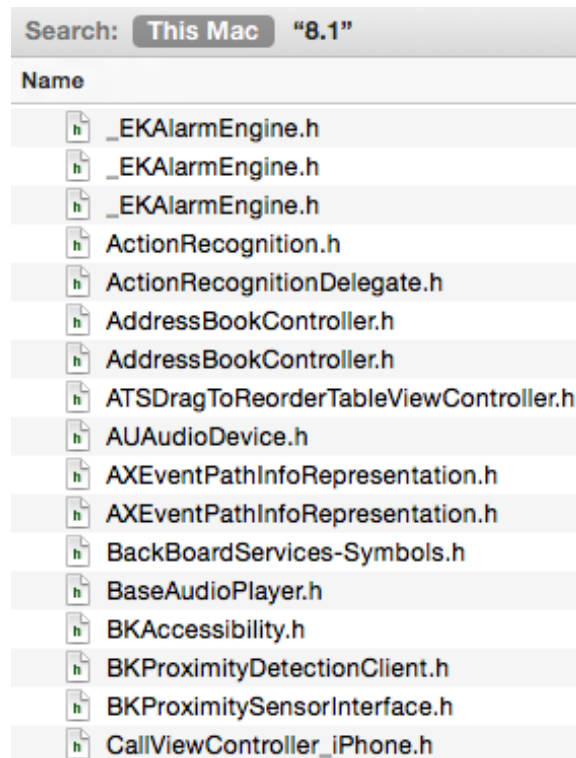 Search: This Mac “8.1”
Name
_EKAlarmEngine.h
_EKAlarmEngine.h
_EKAlarmEngine.h
ActionRecognition.h
ActionRecognitionDelegate.h
AddressBookController.h
AddressBookController.h
ATSDragToReorderTableViewController.h
AUAudioDevice.h
AXEventPathInfoRepresentation.h
AXEventPathInfoRepresentation.h
BackBoardServices-Symbols.h
BaseAudioPlayer.h
BKAccessibility.h
BKProximityDetectionClient.h
BKProximitySensorInterface.h
CallViewController_iPhone.h